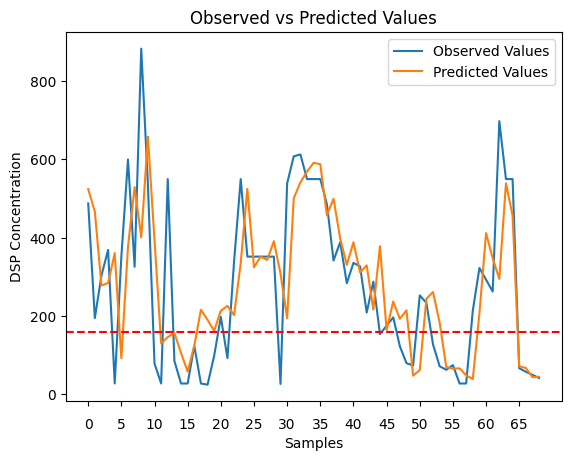 Observed vs Predicted Values
Observed Values
Predicted Values
DSP Concentration
800
600
400
200
0
0 5 10 15 20 25 30 35 40 45 50 55 60 65
Samples